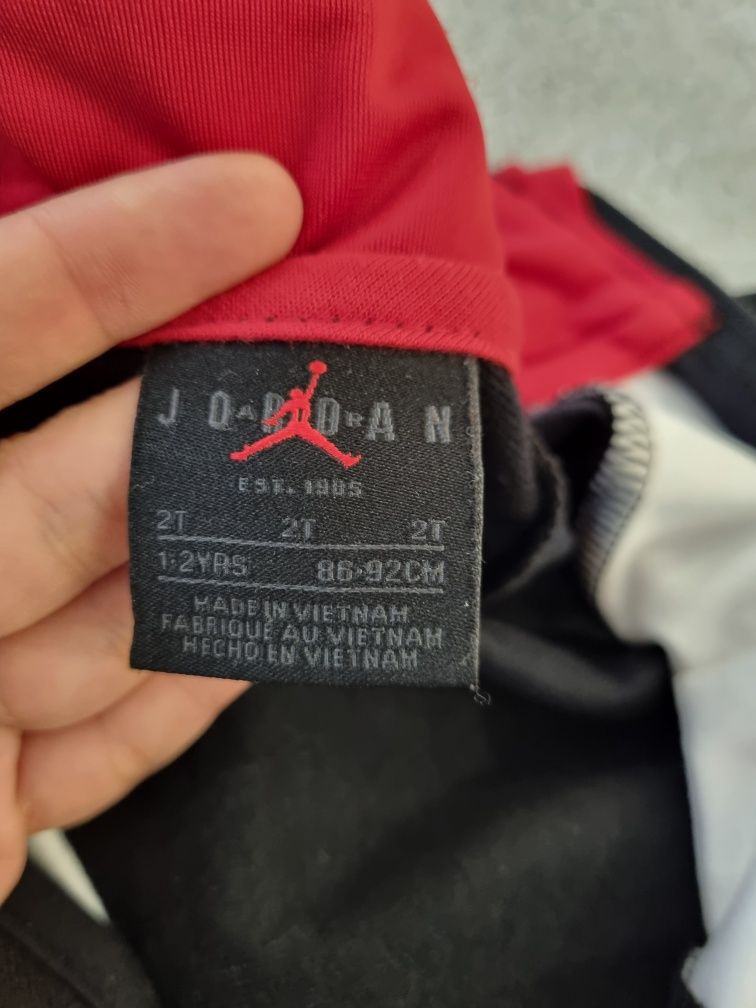 JORDAN
AIR
EST. 1985
2T 2T 2T
1-2YRS 86-92CM
MADE IN VIETNAM
FABRIQUÉ AU VIETNAM
HECHO EN VIETNAM